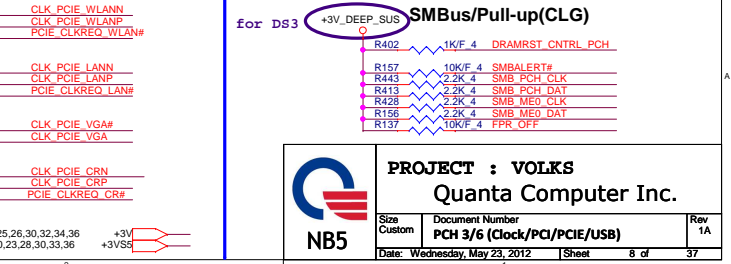 CLK_PCIE_WLANN
CLK_PCIE_WLANP
PCIE_CLKREQ_WLAN#
CLK_PCIE_LANN
CLK_PCIE_LANP
PCIE_CLKREQ_LAN#
CLK_PCIE_VGA#
CLK_PCIE_VGA
CLK_PCIE_CRN
CLK_PCIE_CRP
PCIE_CLKREQ_CR#
25,26,30,32,34,36 +3V
0,23,28,30,33,36 +3VS5
for DS3
+3V_DEEP_SUS
SMBus/Pull-up(CLG)
R402 1K/F_4 DRAMRST_CNTRL_PCH
R157 10K/F_4 SMBALERT#
R443 2.2K_4 SMB_PCH_CLK
R413 2.2K_4 SMB_PCH_DAT
R428 2.2K_4 SMB_ME0_CLK
R156 2.2K_4 SMB_ME0_DAT
R137 10K/F_4 FPR_OFF
A
NB5
PROJECT : VOLKS
Quanta Computer Inc.
Size Document Number Rev
Custom PCH 3/6 (Clock/PCI/PCIE/USB) 1A
Date: Wednesday, May 23, 2012 Sheet 8 of 37